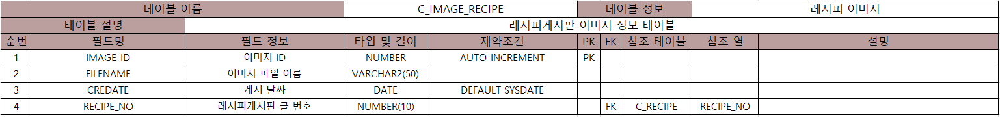 테이블 이름 C_IMAGE_RECIPE 테이블 정보 레시피 이미지
테이블 설명 레시피게시판 이미지 정보 테이블
순번 필드명 필드 정보 타입 및 길이 제약조건 PK FK 참조 테이블 참조 열 설명
1 IMAGE_ID 이미지 ID NUMBER AUTO_INCREMENT PK
2 FILENAME 이미지 파일 이름 VARCHAR2(50)
3 CREDATE 게시 날짜 DATE DEFAULT SYSDATE
4 RECIPE_NO 레시피게시판 글 번호 NUMBER(10) FK C_RECIPE RECIPE_NO